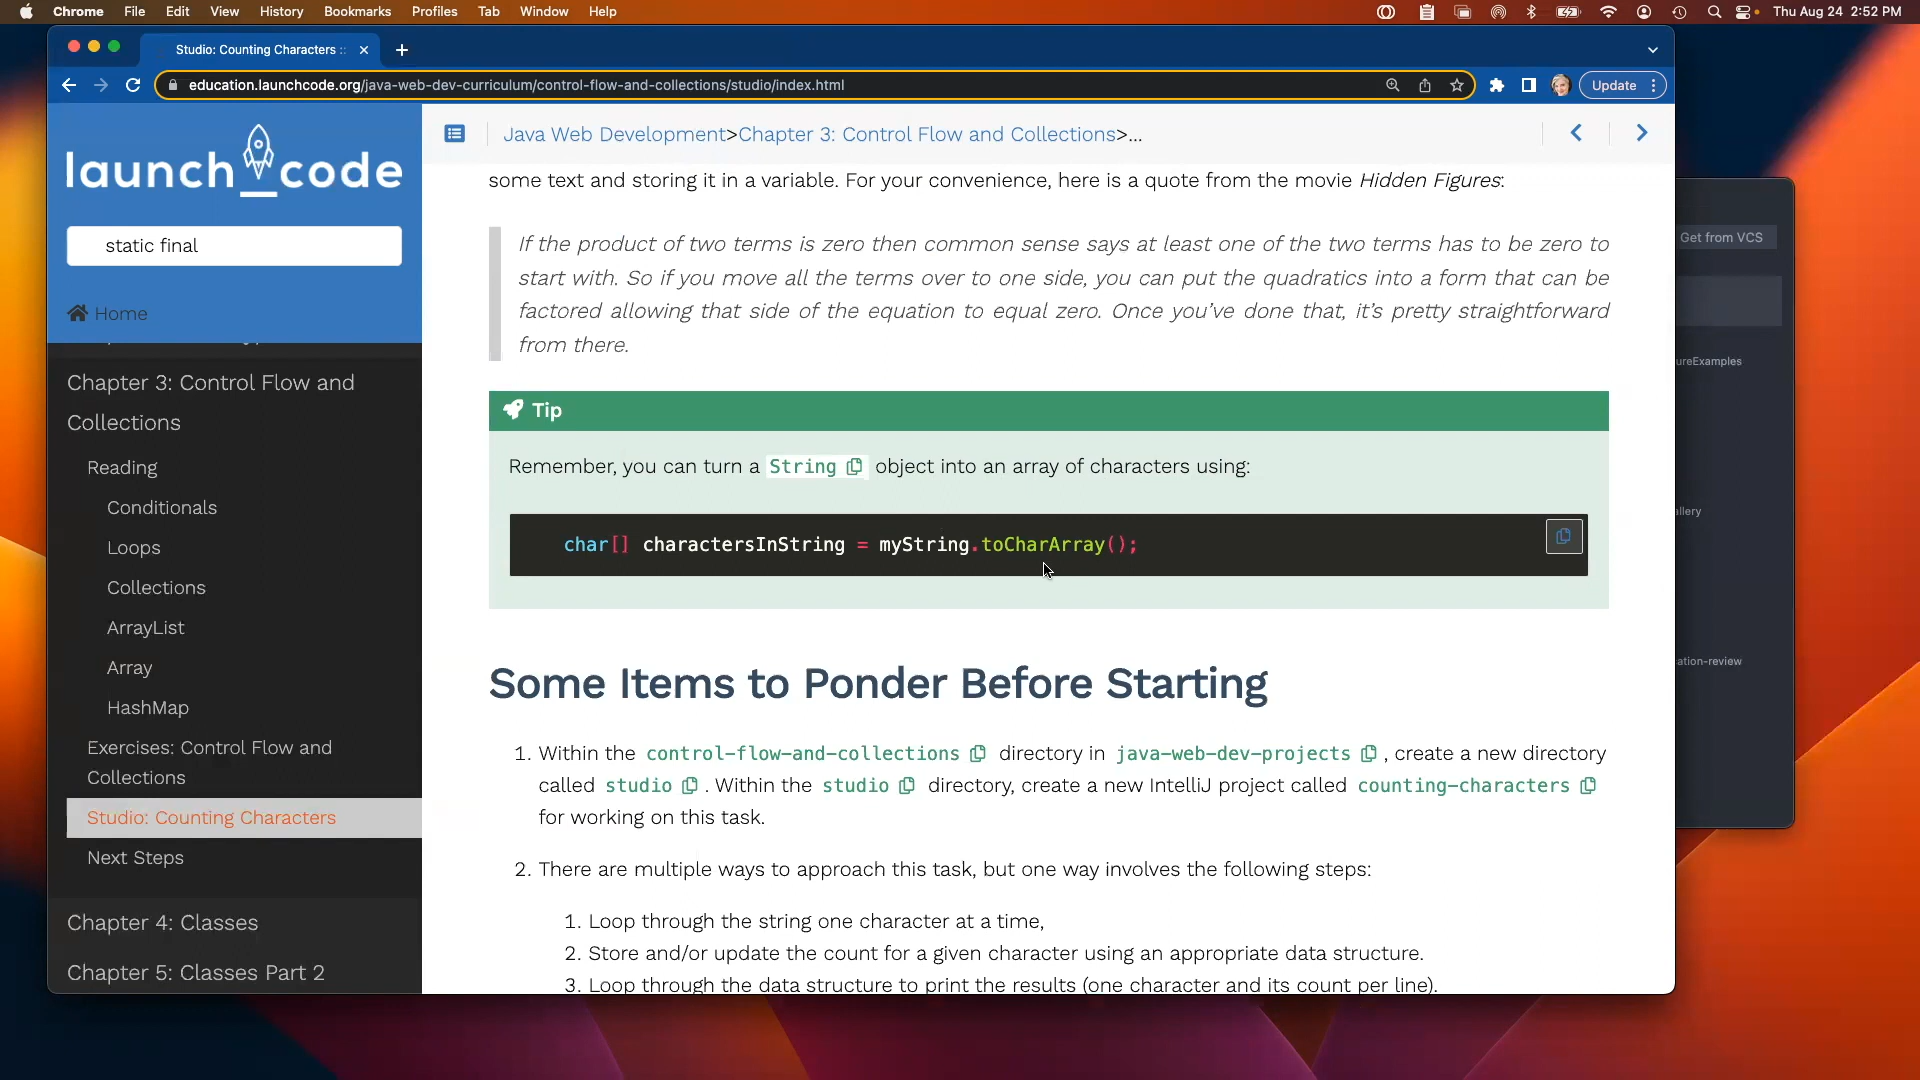 Chrome File Edit View History Bookmarks Profiles Tab Window Help
Thu Aug 24 2:52 PM
Studio: Counting Characters ::
education.launchcode.org/java-web-dev-curriculum/control-flow-and-collections/studio/index.html
Update
launch_code
static final
Home
Chapter 3: Control Flow and
Collections
Reading
Conditionals
Loops
Collections
ArrayList
Array
HashMap
Exercises: Control Flow and
Collections
Studio: Counting Characters
Next Steps
Chapter 4: Classes
Chapter 5: Classes Part 2
Java Web Development>Chapter 3: Control Flow and Collections>...
some text and storing it in a variable. For your convenience, here is a quote from the movie Hidden Figures:
If the product of two terms is zero then common sense says at least one of the two terms has to be zero to
start with. So if you move all the terms over to one side, you can put the quadratics into a form that can be
factored allowing that side of the equation to equal zero. Once you’ve done that, it’s pretty straightforward
from there.
Tip
Remember, you can turn a String object into an array of characters using:
char[] charactersInString = myString.toCharArray();
Some Items to Ponder Before Starting
1. Within the control-flow-and-collections directory in java-web-dev-projects , create a new directory
called studio . Within the studio directory, create a new IntelliJ project called counting-characters
for working on this task.
2. There are multiple ways to approach this task, but one way involves the following steps:
1. Loop through the string one character at a time,
2. Store and/or update the count for a given character using an appropriate data structure.
3. Loop through the data structure to print the results (one character and its count per line).
Get from VCS
ureExamples
allery
ation-review